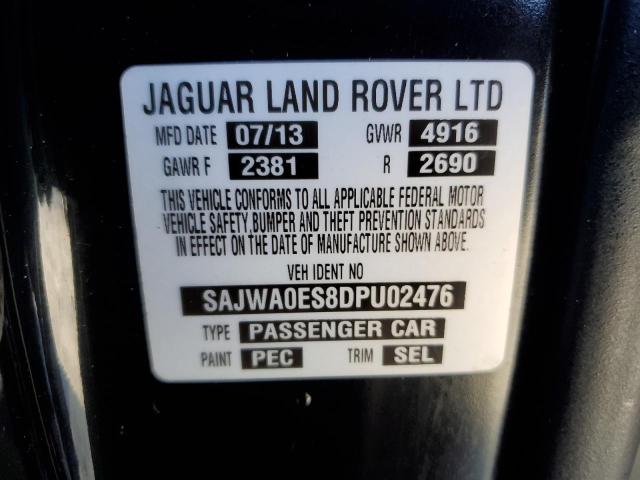 JAGUAR LAND ROVER LTD
MFD DATE 07/13 GVWR 4916
GAWR F 2381 R 2690
THIS VEHICLE CONFORMS TO ALL APPLICABLE FEDERAL MOTOR
VEHICLE SAFETY, BUMPER AND THEFT PREVENTION STANDARDS
IN EFFECT ON THE DATE OF MANUFACTURE SHOWN ABOVE.
VEH IDENT NO
SAJWA0ES8DPU02476
TYPE PASSENGER CAR
PAINT PEC TRIM SEL